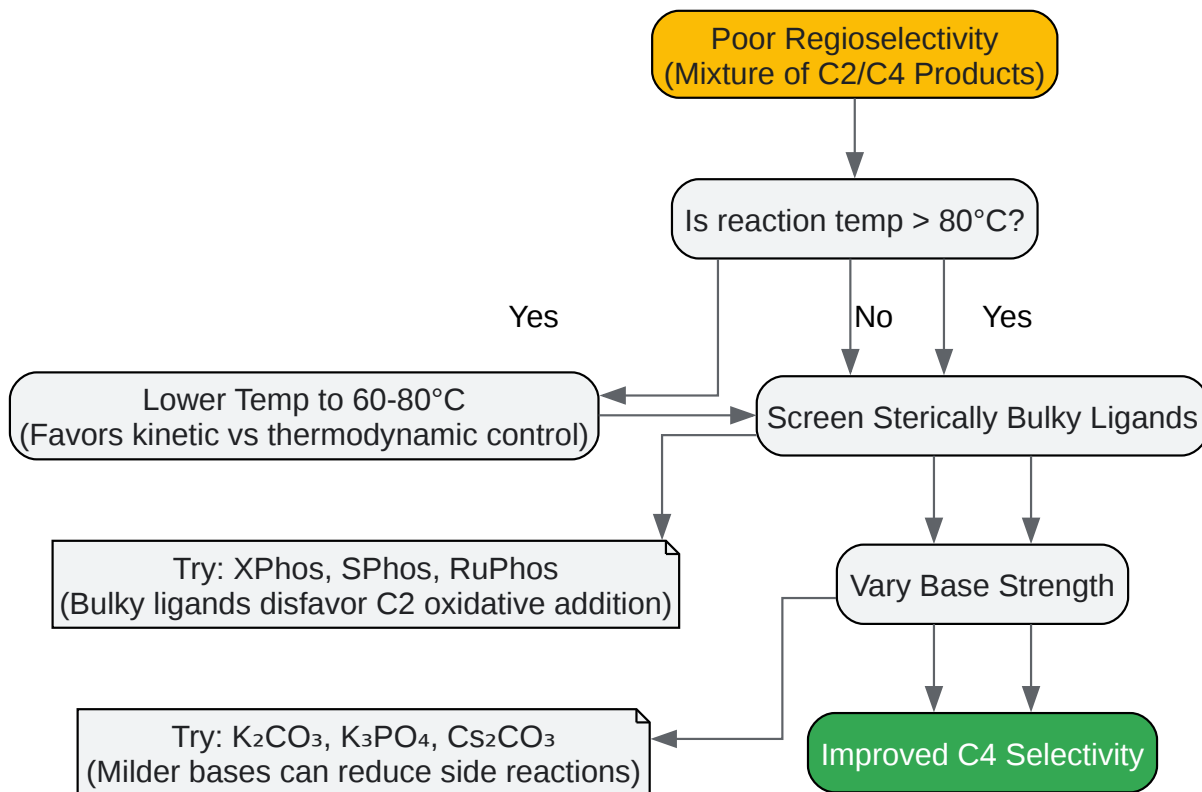 Poor Regioselectivity
(Mixture of C2/C4 Products)
Is reaction temp > 80°C?
Yes
No
Yes
Lower Temp to 60-80°C
(Favors kinetic vs thermodynamic control)
Screen Sterically Bulky Ligands
Try: XPhos, SPhos, RuPhos
(Bulky ligands disfavor C2 oxidative addition)
Vary Base Strength
Try: K₂CO₃, K₃PO₄, Cs₂CO₃
(Milder bases can reduce side reactions)
Improved C4 Selectivity